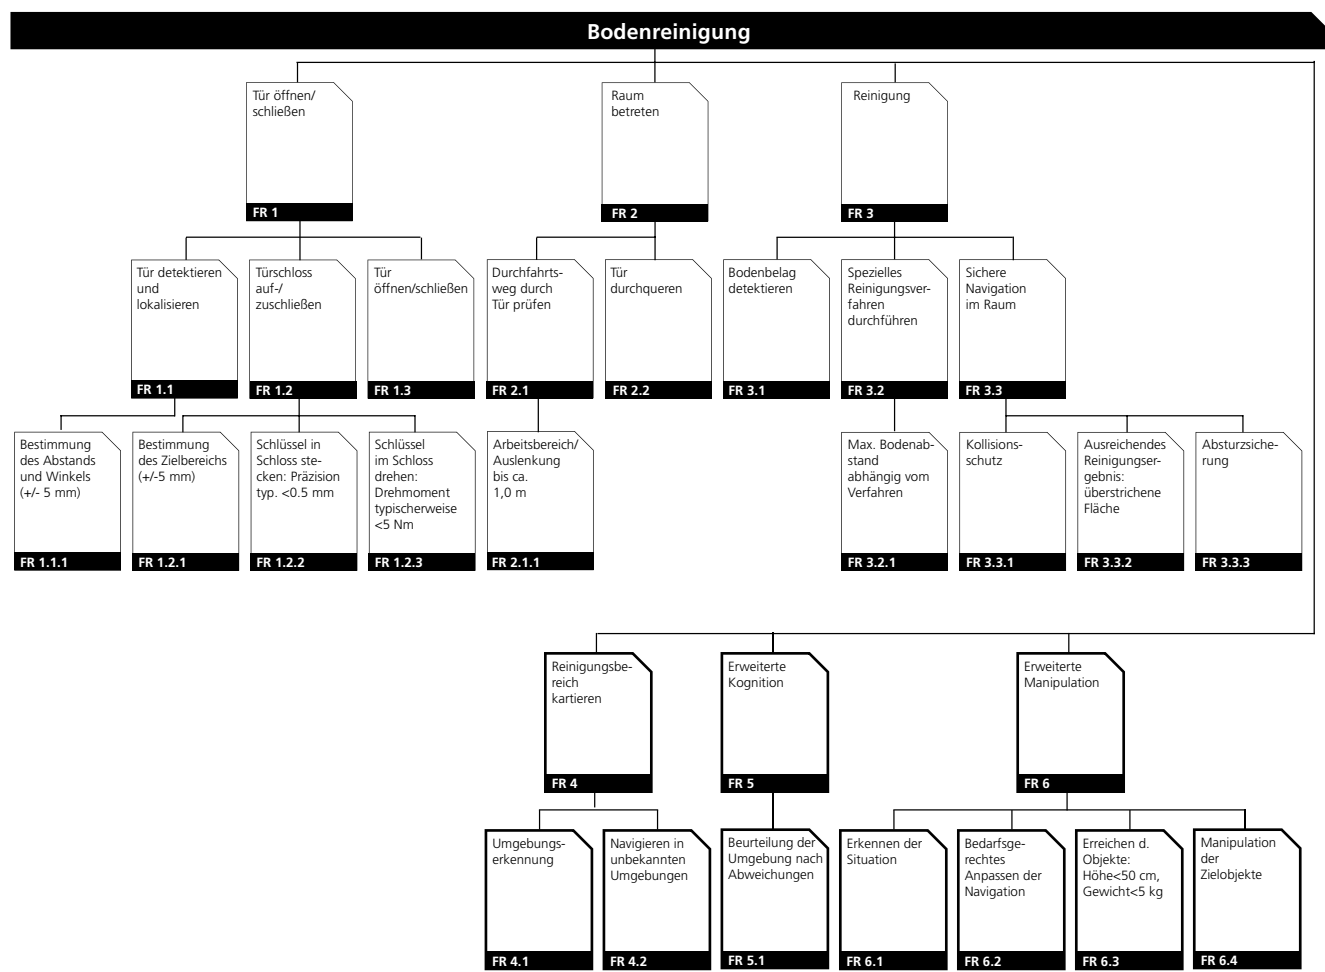 Bodenreinigung
Tür öffnen/
schließen
FR 1
Raum
betreten
FR 2
Reinigung
FR 3
Tür detektieren
und
lokalisieren
FR 1.1
Türschloss
auf-/
zuschließen
FR 1.2
Tür
öffnen/schließen
FR 1.3
Durchfahrts-
weg durch
Tür prüfen
FR 2.1
Tür
durchqueren
FR 2.2
Bodenbelag
detektieren
FR 3.1
Spezielles
Reinigungsver-
fahren
durchführen
FR 3.2
Sichere
Navigation
im Raum
FR 3.3
Bestimmung
des Abstands
und Winkels
(+/- 5 mm)
FR 1.1.1
Bestimmung
des Zielbereichs
(+/-5 mm)
FR 1.2.1
Schlüssel in
Schloss ste-
cken: Präzision
typ. <0.5 mm
FR 1.2.2
Schlüssel
im Schloss
drehen:
Drehmoment
typischerweise
<5 Nm
FR 1.2.3
Arbeitsbereich/
Auslenkung
bis ca.
1,0 m
FR 2.1.1
Max. Bodenab-
stand
abhängig vom
Verfahren
FR 3.2.1
Kollisions-
schutz
FR 3.3.1
Ausreichendes
Reinigungser-
gebnis:
überstrichene
Fläche
FR 3.3.2
Absturzsiche-
rung
FR 3.3.3
Reinigungsbe-
reich
kartieren
FR 4
Erweiterte
Kognition
FR 5
Erweiterte
Manipulation
FR 6
Umgebungs-
erkennung
FR 4.1
Navigieren in
unbekannten
Umgebungen
FR 4.2
Beurteilung der
Umgebung nach
Abweichungen
FR 5.1
Erkennen der
Situation
FR 6.1
Bedarfsge-
rechtes
Anpassen der
Navigation
FR 6.2
Erreichen d.
Objekte:
Höhe<50 cm,
Gewicht<5 kg
FR 6.3
Manipulation
der
Zielobjekte
FR 6.4